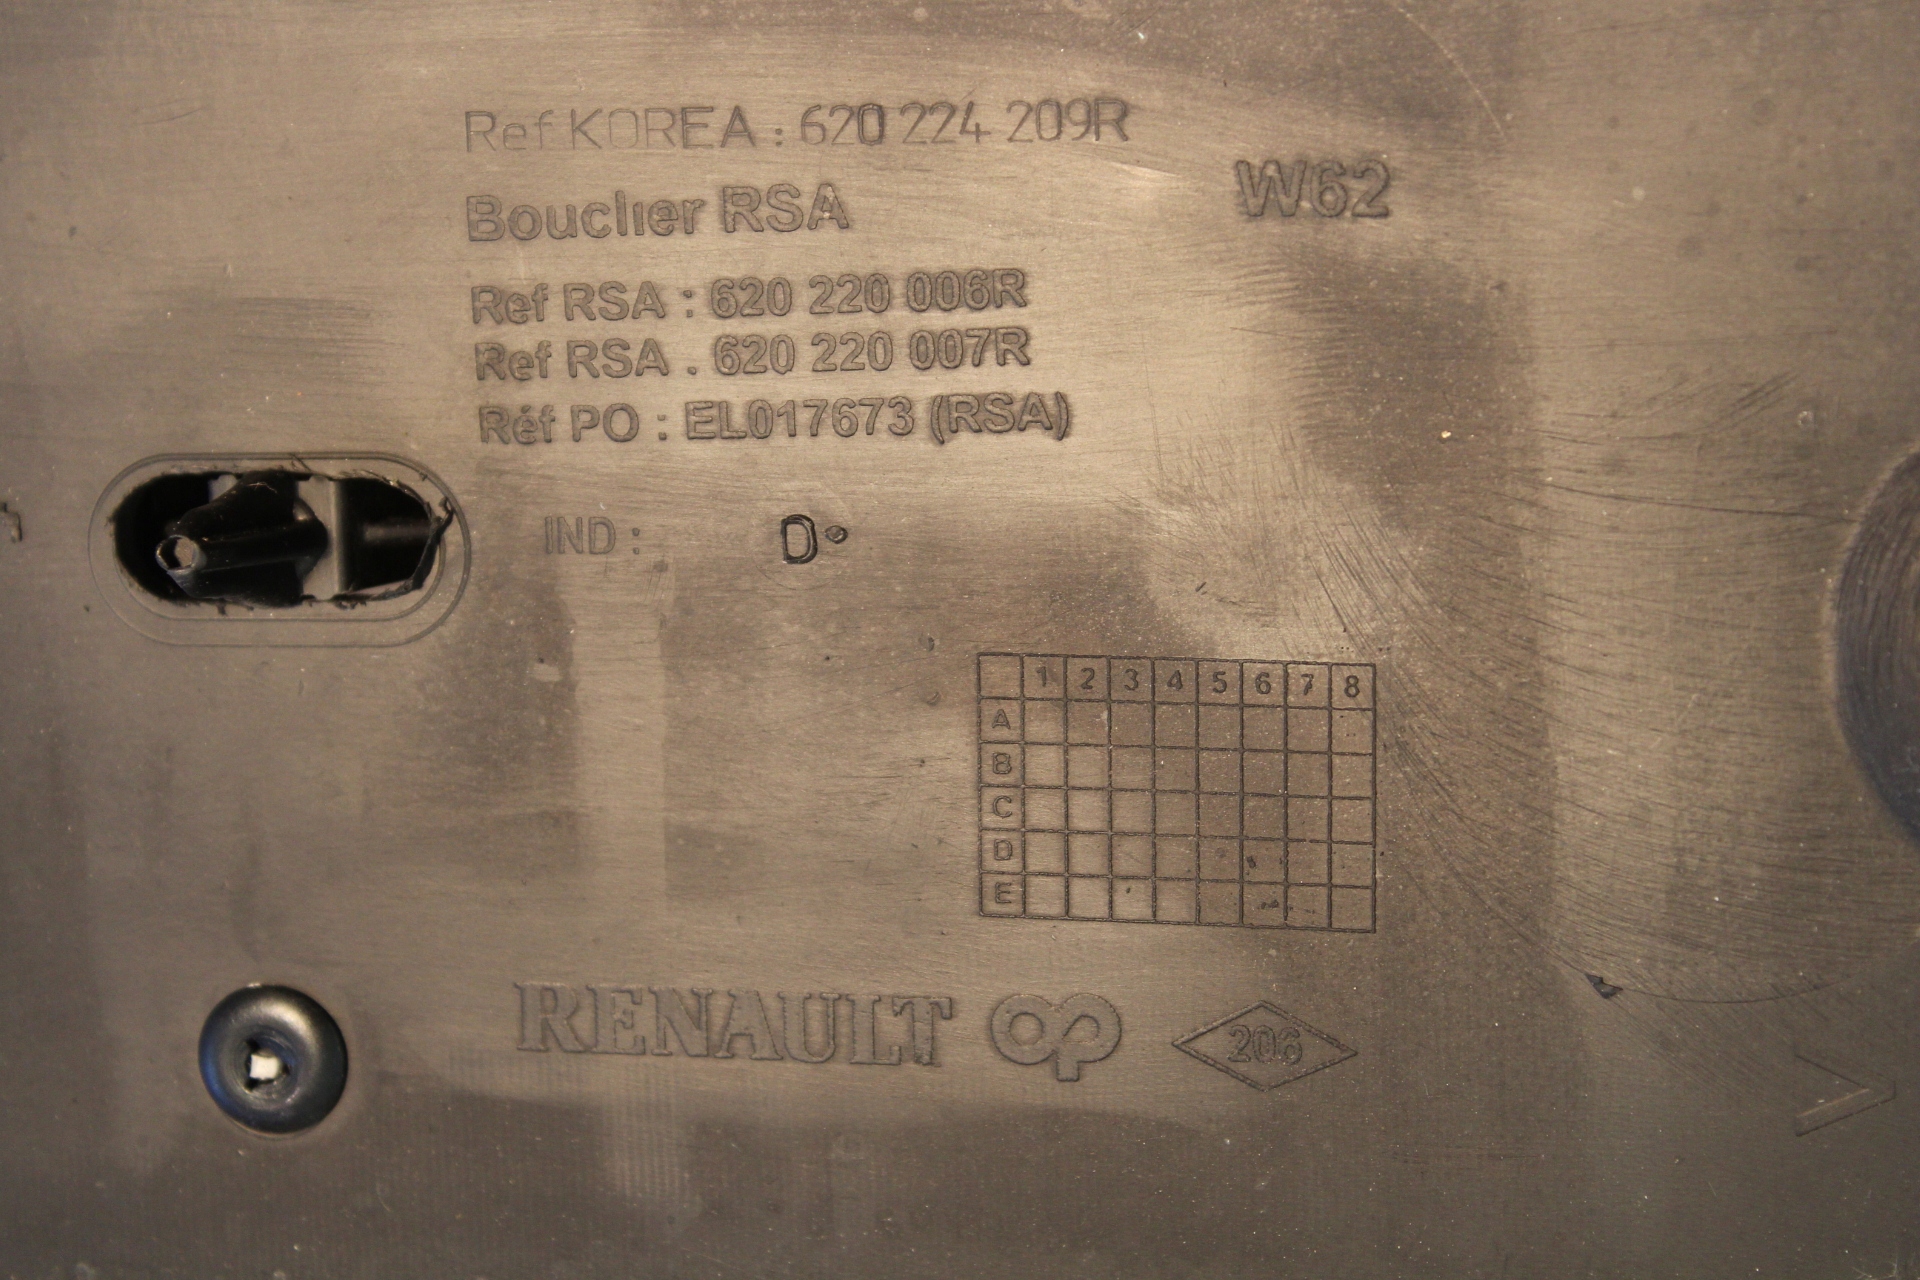 Ref KOREA : 620 224 209R
W62
Bouclier RSA
Ref RSA : 620 220 006R
Ref RSA : 620 220 007R
Réf PO : EL017673 (RSA)
IND : D
1 2 3 4 5 6 7 8
A
B
C
D
E
RENAULT op 206